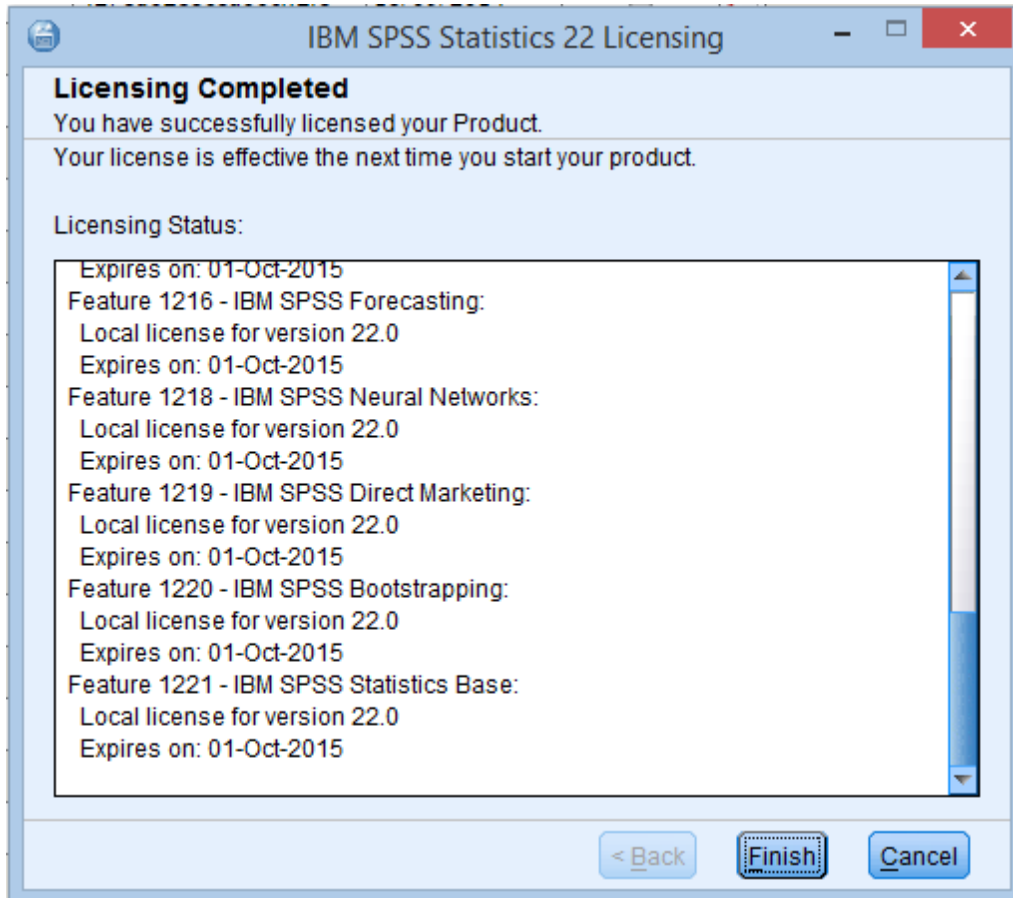 IBM SPSS Statistics 22 Licensing
Licensing Completed
You have successfully licensed your Product.
Your license is effective the next time you start your product.
Licensing Status:
Expires on: 01-Oct-2015
Feature 1216 - IBM SPSS Forecasting:
Local license for version 22.0
Expires on: 01-Oct-2015
Feature 1218 - IBM SPSS Neural Networks:
Local license for version 22.0
Expires on: 01-Oct-2015
Feature 1219 - IBM SPSS Direct Marketing:
Local license for version 22.0
Expires on: 01-Oct-2015
Feature 1220 - IBM SPSS Bootstrapping:
Local license for version 22.0
Expires on: 01-Oct-2015
Feature 1221 - IBM SPSS Statistics Base:
Local license for version 22.0
Expires on: 01-Oct-2015
< Back Finish Cancel